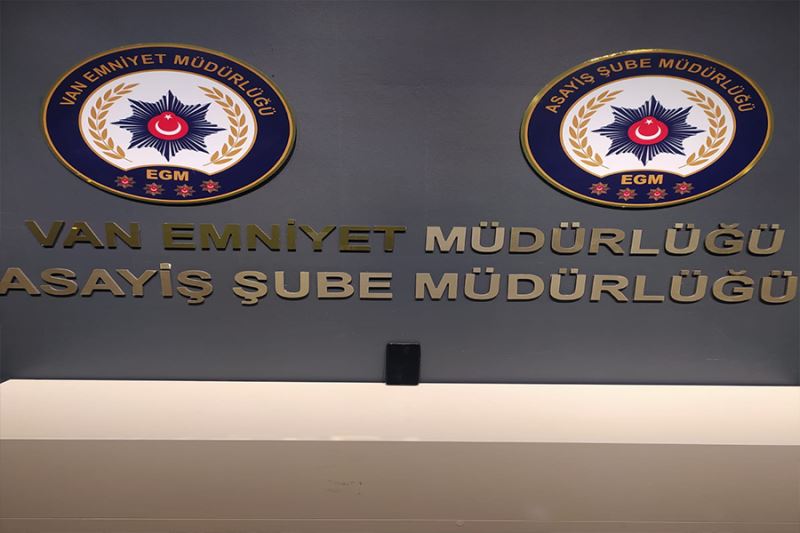 VAN EMNİYET MÜDÜRLÜĞÜ
EGM
ASAYİŞ ŞUBE MÜDÜRLÜĞÜ
EGM
VAN EMNİYET MÜDÜRLÜĞÜ
ASAYİŞ ŞUBE MÜDÜRLÜĞÜ